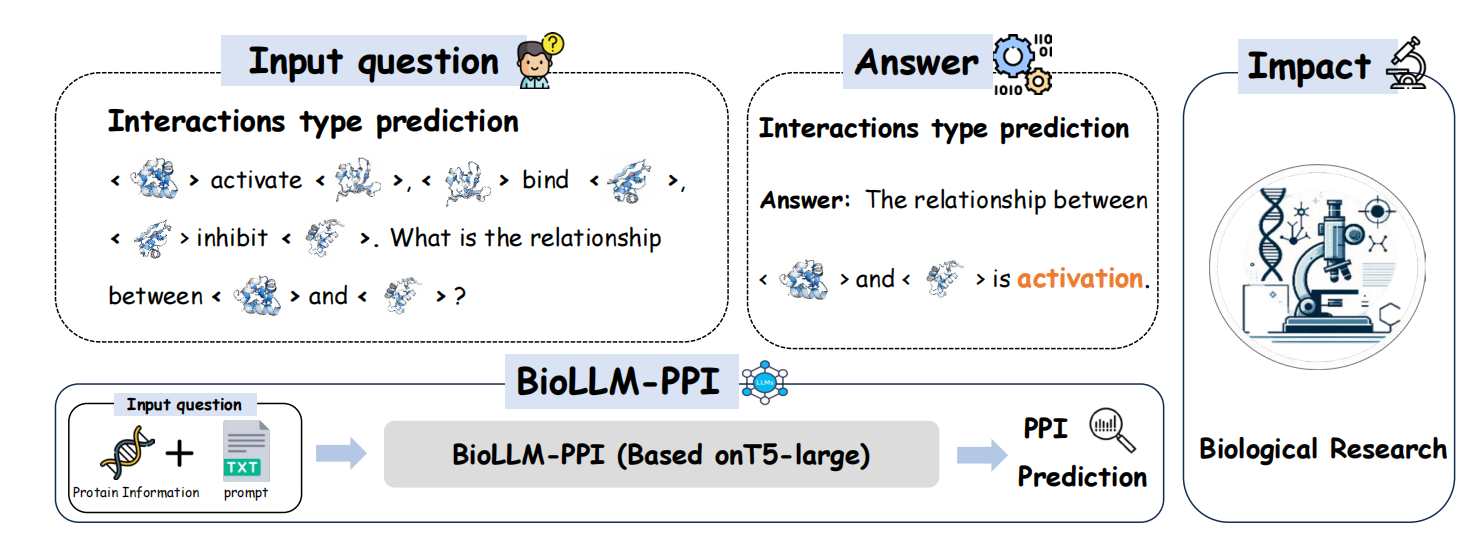 Input question
Interactions type prediction
< > activate < >, < > bind < >,
< > inhibit < >. What is the relationship
between < > and < > ?
Answer
110
01
1010
Interactions type prediction
Answer: The relationship between
< > and < > is activation.
Impact
Biological Research
BioLLM-PPI
LLMs
Input question
+
TXT
Protain Information
prompt
BioLLM-PPI (Based onT5-large)
PPI
Prediction